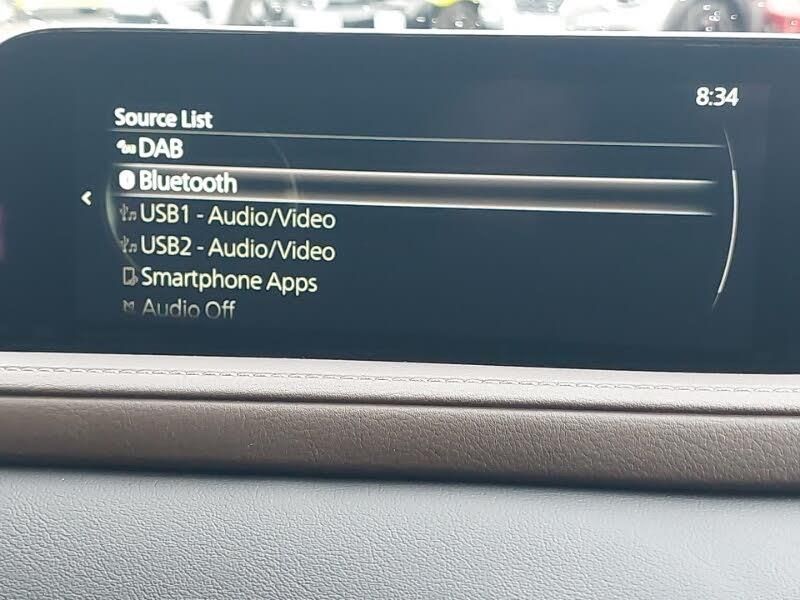 8:34
Source List
DAB
Bluetooth
USB1 - Audio/Video
USB2 - Audio/Video
Smartphone Apps
Audio Off